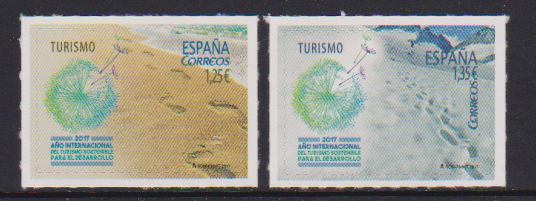 TURISMO
ESPAÑA
CORREOS
1,25€
2017
AÑO INTERNACIONAL
DEL TURISMO SOSTENIBLE
PARA EL DESARROLLO
TURISMO
ESPAÑA
1,35€
CORREOS
2017
AÑO INTERNACIONAL
DEL TURISMO SOSTENIBLE
PARA EL DESARROLLO